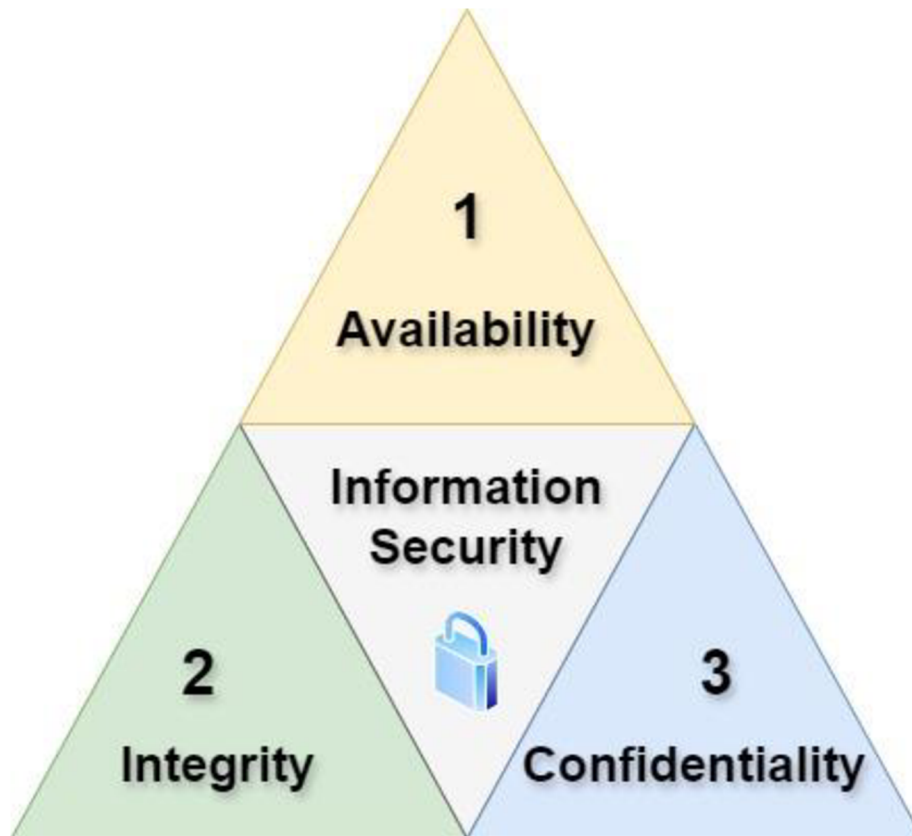 1
Availability
Information
Security
2
Integrity
3
Confidentiality